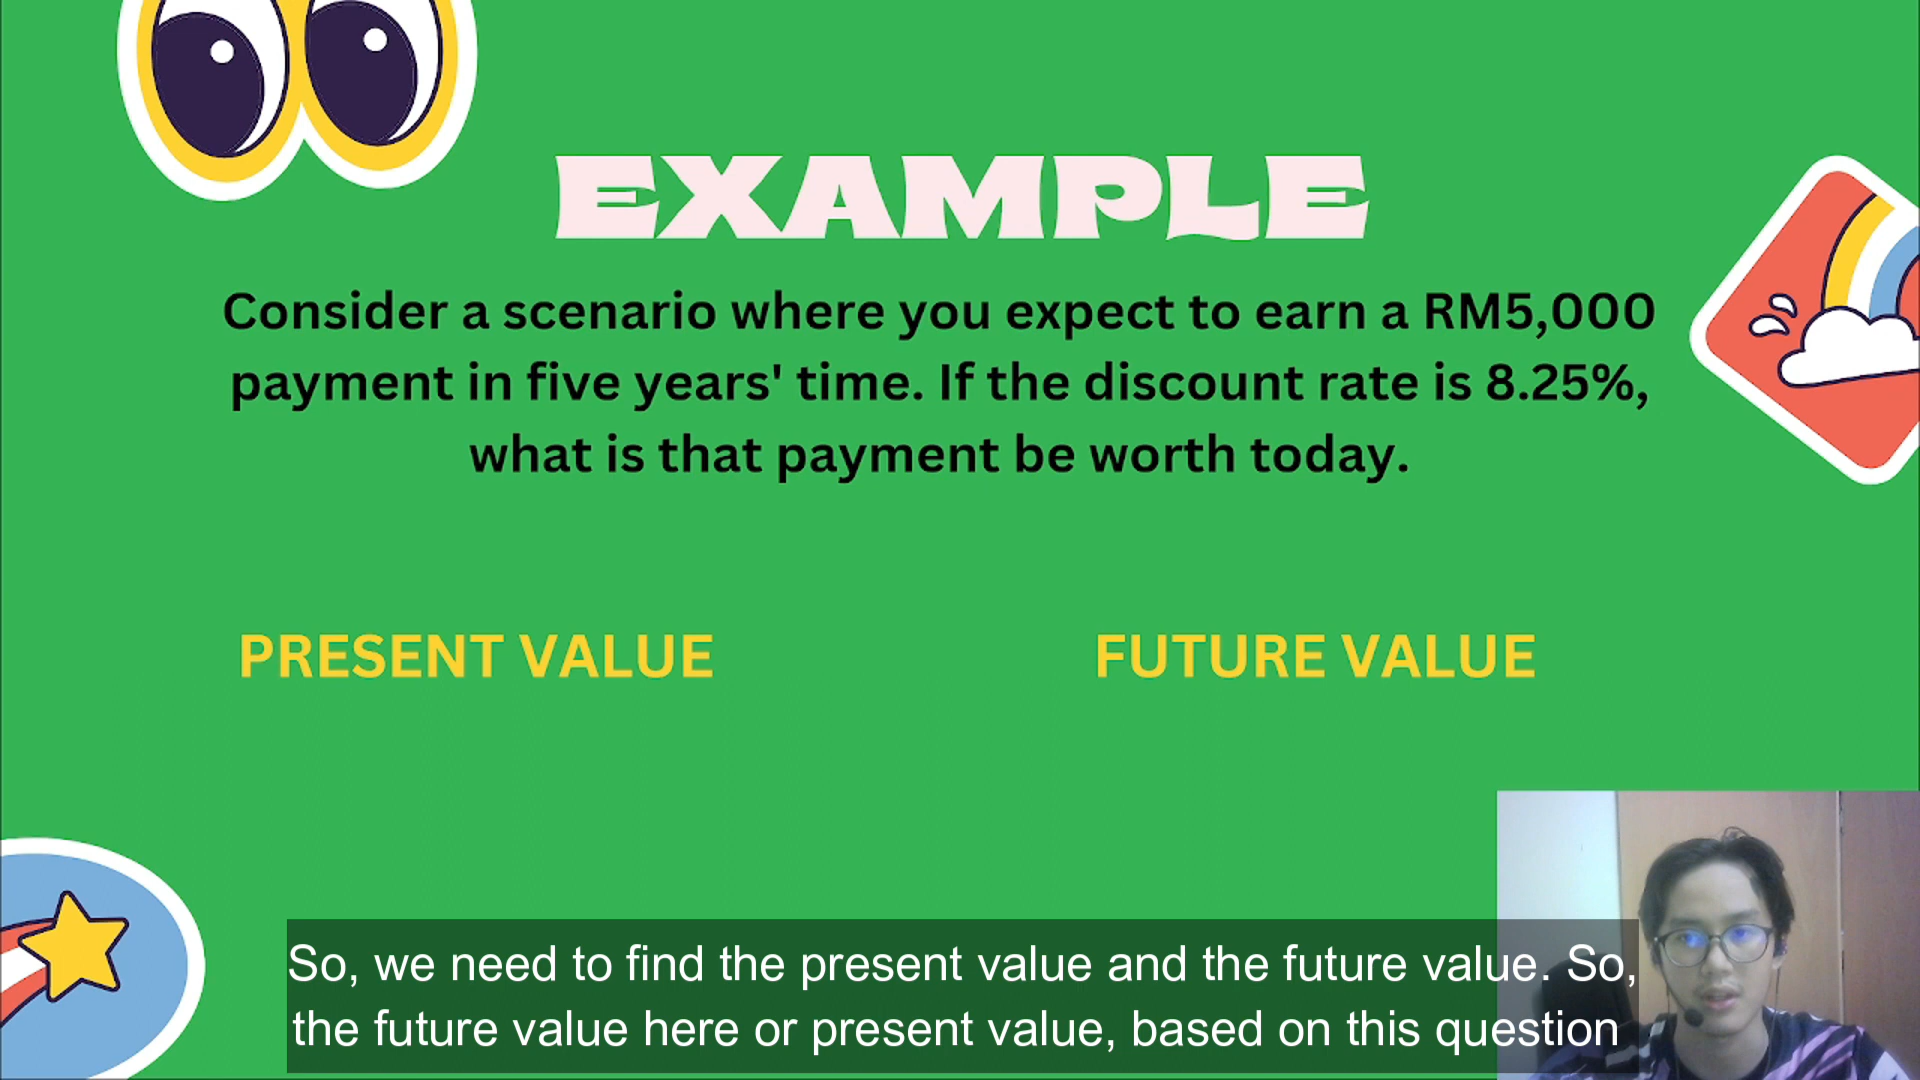 EXAMPLE
Consider a scenario where you expect to earn a RM5,000
payment in five years' time. If the discount rate is 8.25%,
what is that payment be worth today.
PRESENT VALUE
FUTURE VALUE
So, we need to find the present value and the future value. So,
the future value here or present value, based on this question